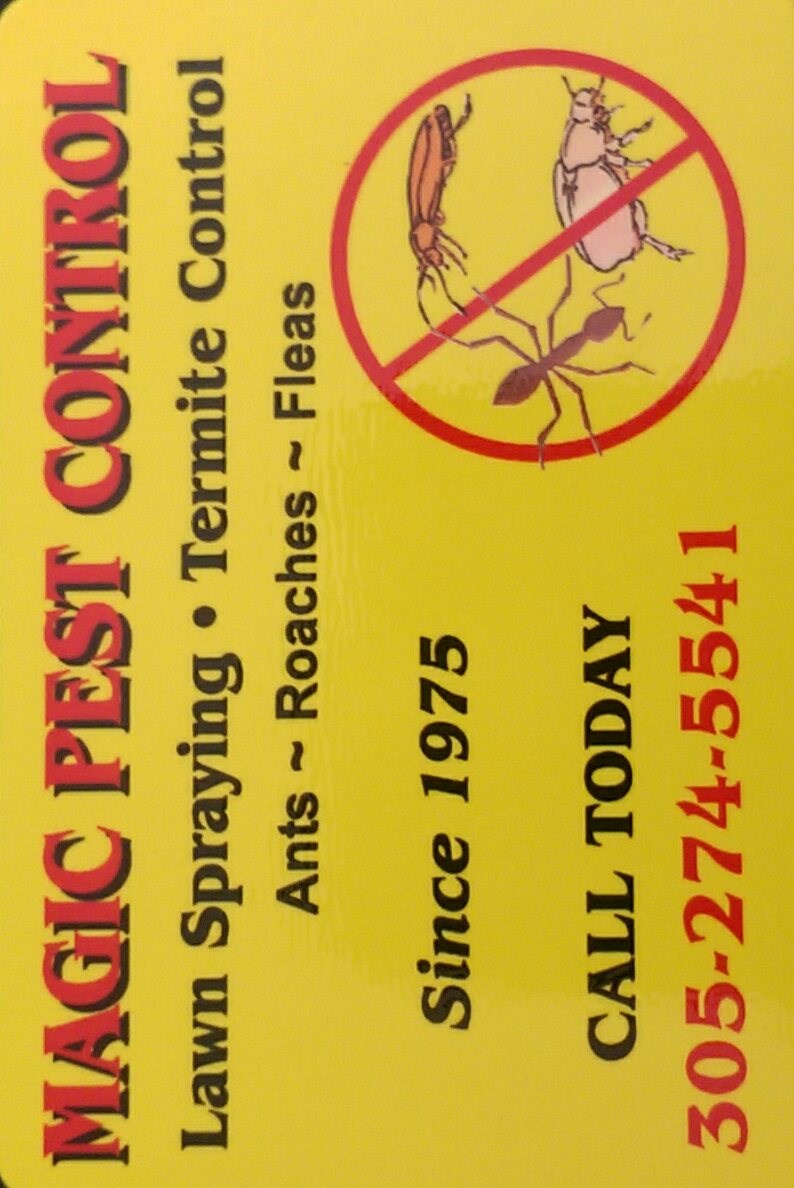 MAGIC PEST CONTROL
Lawn Spraying • Termite Control
Ants ~ Roaches ~ Fleas
Since 1975
CALL TODAY
305-274-5541